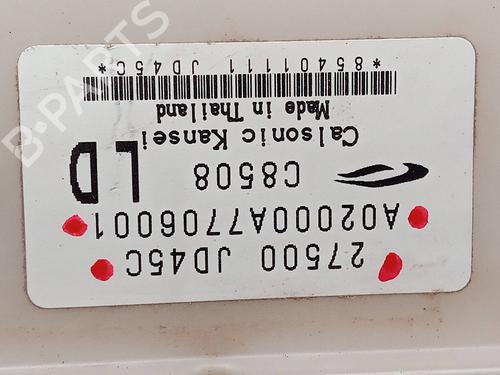 27500 JD45C
A02000A7706001
C8508
LD
Calsonic Kansei
Made in Thailand
*85401111 JD45C*
B-PARTS